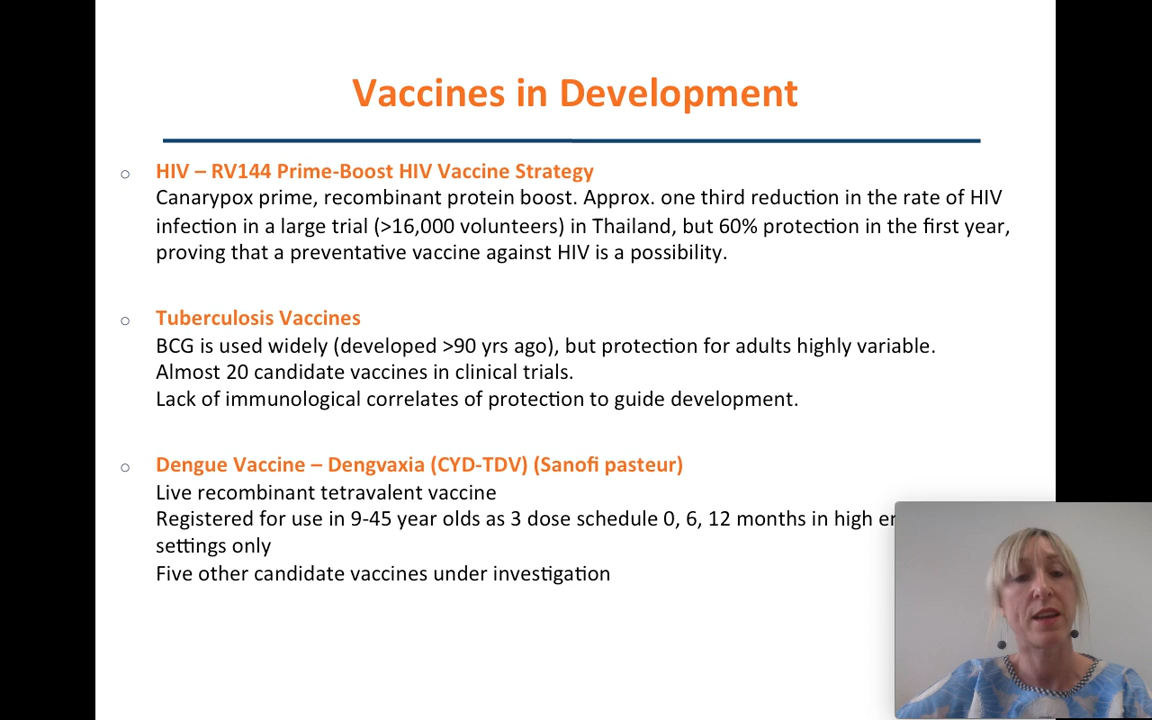 Vaccines in Development
HIV – RV144 Prime-Boost HIV Vaccine Strategy
Canarypox prime, recombinant protein boost. Approx. one third reduction in the rate of HIV
infection in a large trial (>16,000 volunteers) in Thailand, but 60% protection in the first year,
proving that a preventative vaccine against HIV is a possibility.
Tuberculosis Vaccines
BCG is used widely (developed >90 yrs ago), but protection for adults highly variable.
Almost 20 candidate vaccines in clinical trials.
Lack of immunological correlates of protection to guide development.
Dengue Vaccine – Dengvaxia (CYD-TDV) (Sanofi pasteur)
Live recombinant tetravalent vaccine
Registered for use in 9-45 year olds as 3 dose schedule 0, 6, 12 months in high
settings only
Five other candidate vaccines under investigation